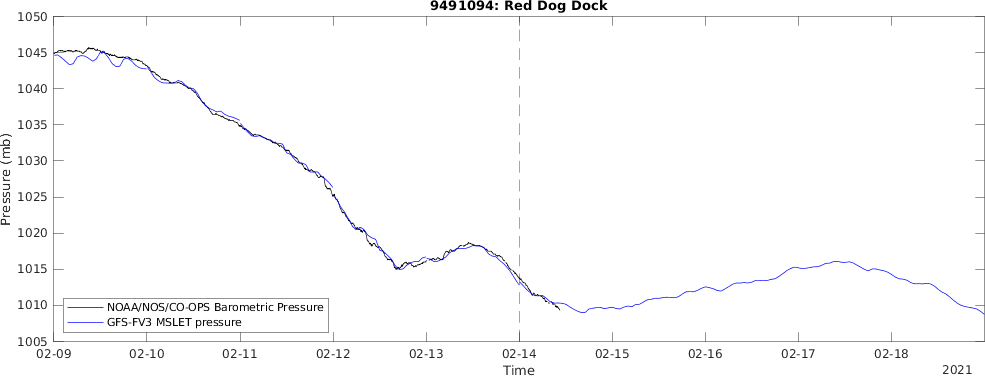 9491094: Red Dog Dock
1050
1045
1040
1035
1030
1025
1020
1015
1010
1005
Pressure (mb)
NOAA/NOS/CO-OPS Barometric Pressure
GFS-FV3 MSLET pressure
02-09 02-10 02-11 02-12 02-13 02-14 02-15 02-16 02-17 02-18
Time
2021